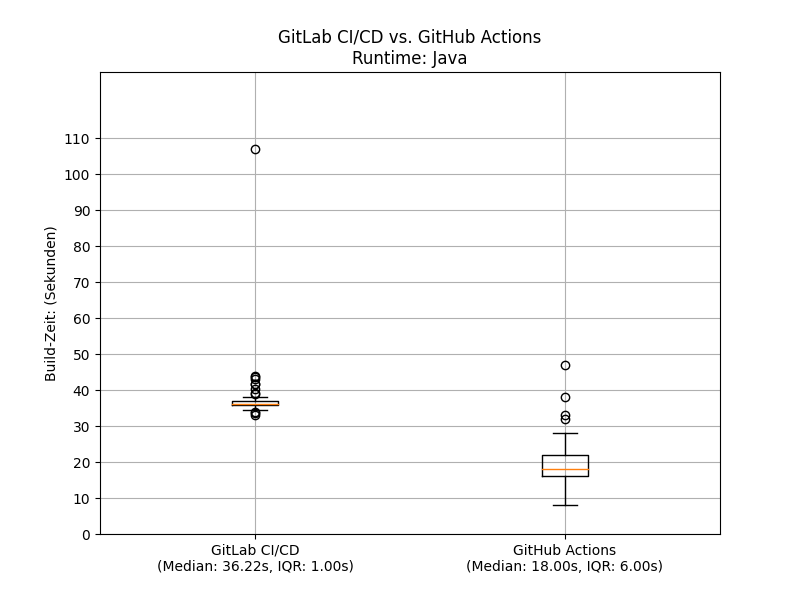 GitLab CI/CD vs. GitHub Actions
Runtime: Java
Build-Zeit: (Sekunden)
110
100
90
80
70
60
50
40
30
20
10
0
GitLab CI/CD
(Median: 36.22s, IQR: 1.00s)
GitHub Actions
(Median: 18.00s, IQR: 6.00s)